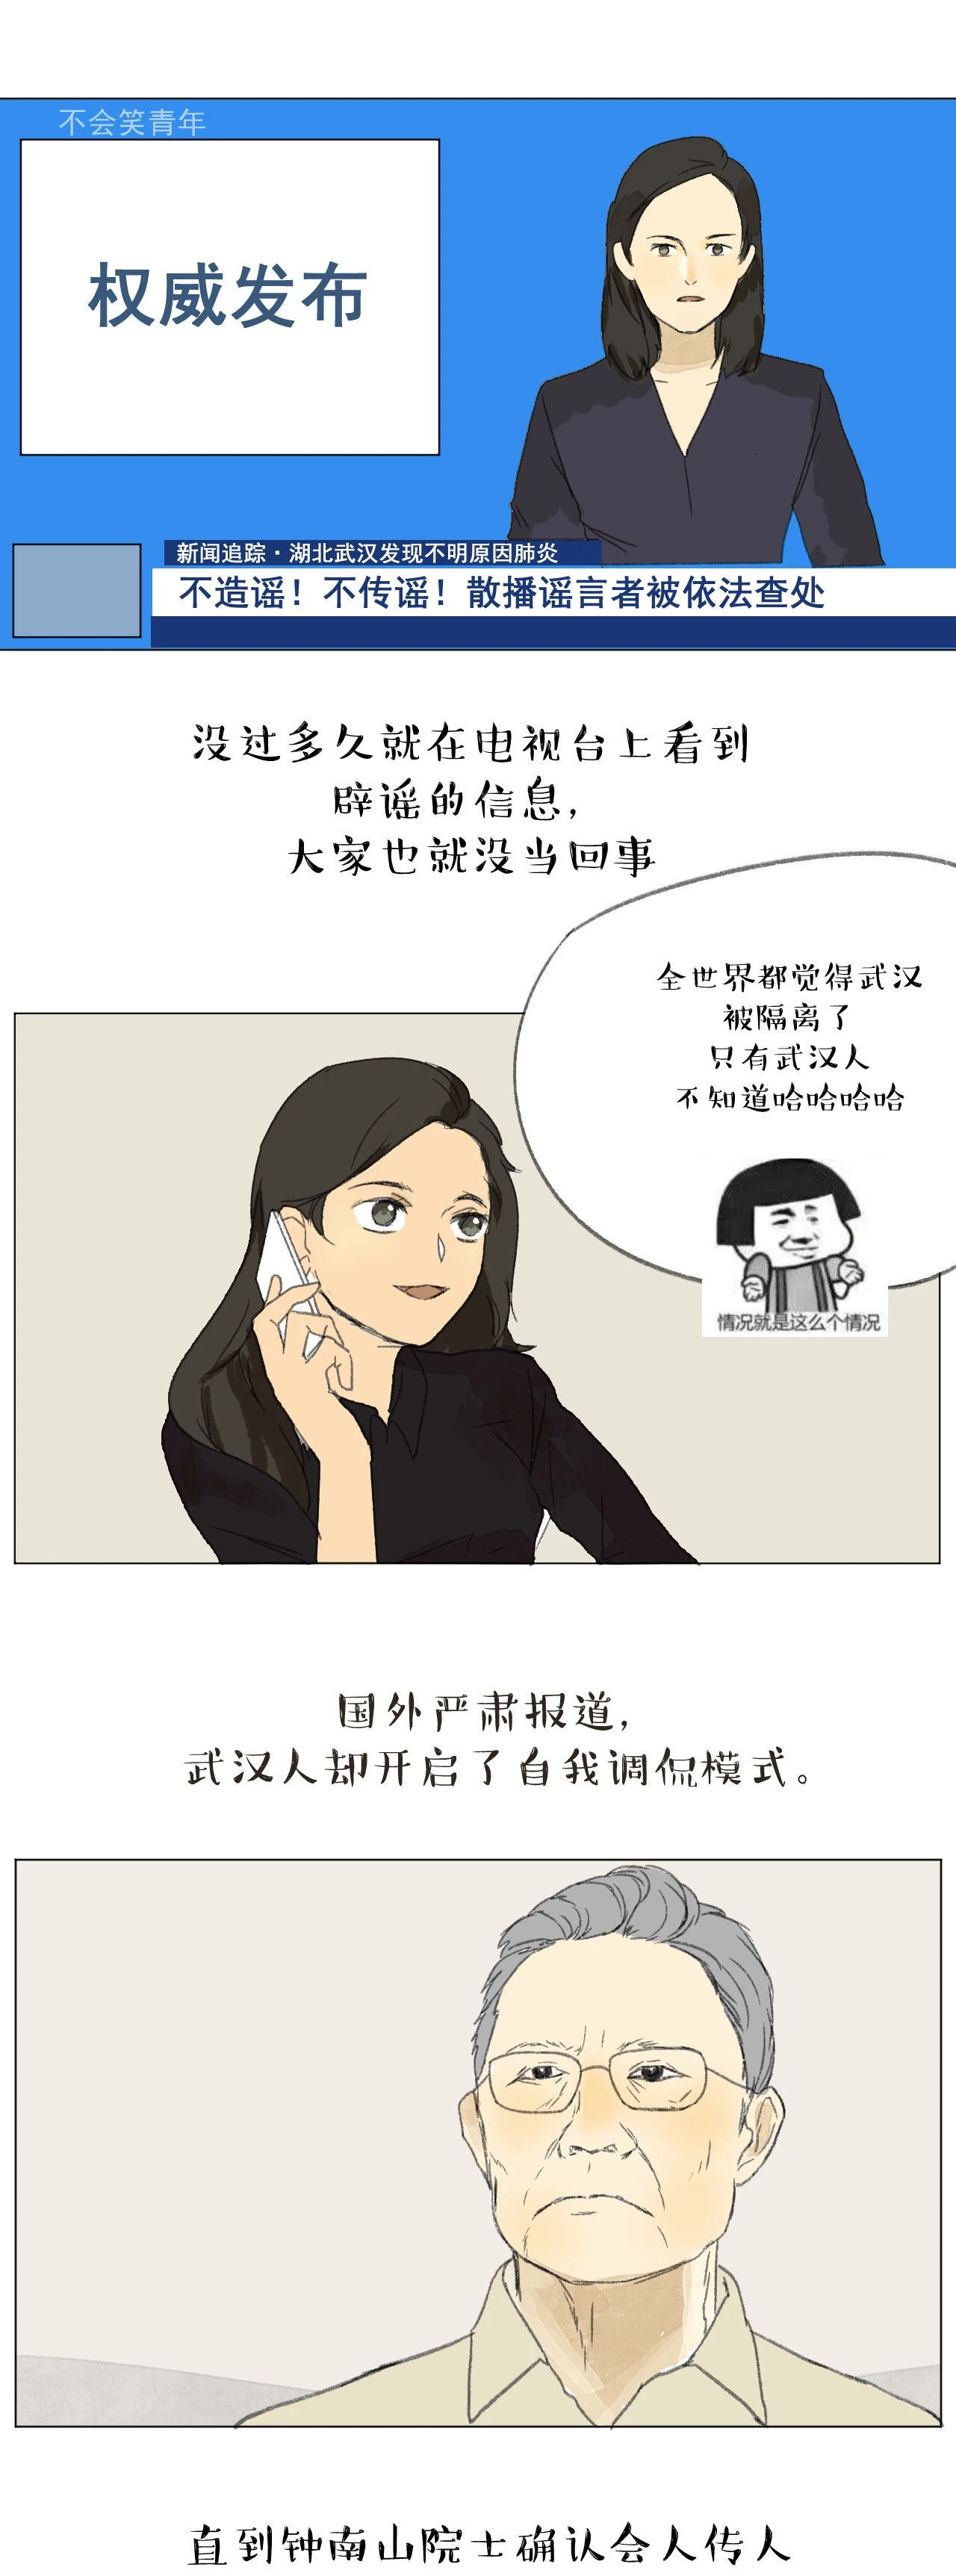 不会笑青年
权威发布
新闻追踪·湖北武汉发现不明原因肺炎
不造谣！不传谣！散播谣言者被依法查处
没过多久就在电视台上看到
辟谣的信息，
大家也就没当回事
全世界都觉得武汉
被隔离了
只有武汉人
不知道哈哈哈哈
情况就是这么个情况
国外严肃报道，
武汉人却开启了自我调侃模式。
直到钟南山院士确认会人传人